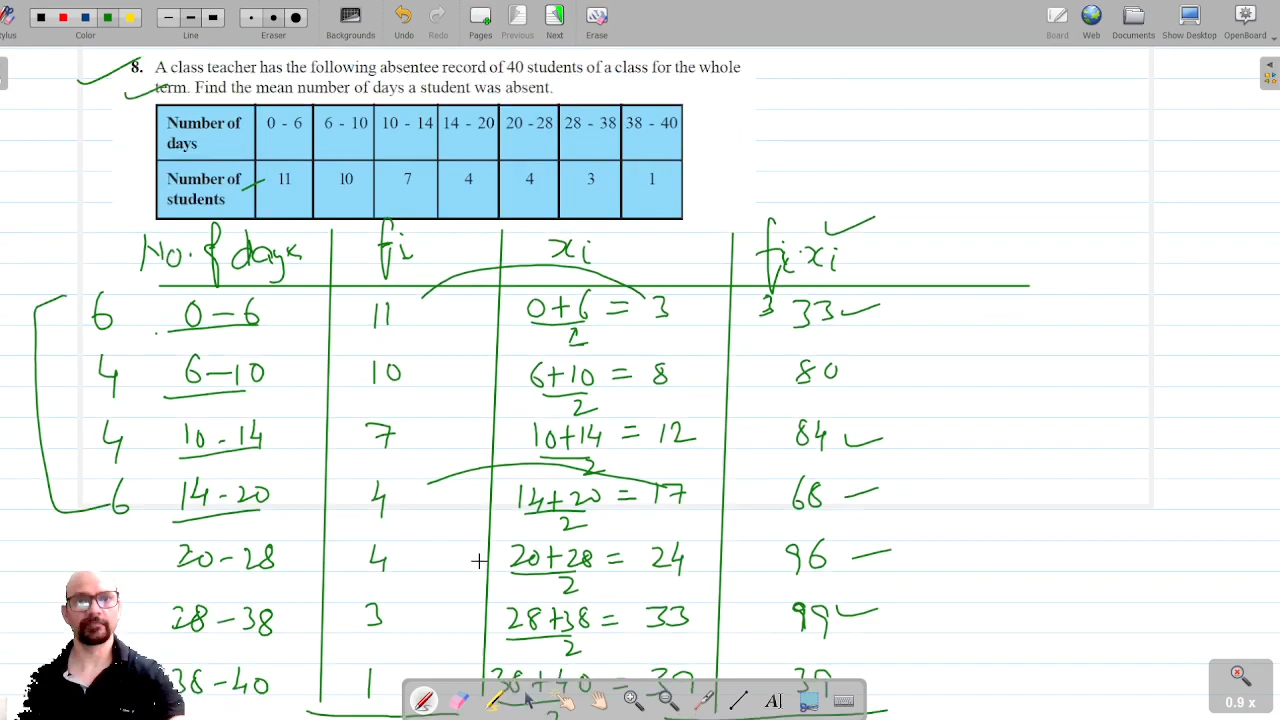 Stylus Color Line Eraser Backgrounds Undo Redo Pages Previous Next Erase Board Web Documents Show Desktop OpenBoard
8. A class teacher has the following absentee record of 40 students of a class for the whole
term. Find the mean number of days a student was absent.
Number of days 0 - 6 6 - 10 10 - 14 14 - 20 20 - 28 28 - 38 38 - 40
Number of students 11 10 7 4 4 3 1
No. of days fi xi fi·xi
6 0 – 6 11 0+6/2 = 3 3 33
4 6 – 10 10 6+10/2 = 8 80
4 10 - 14 7 10+14/2 = 12 84
6 14 - 20 4 14+20/2 = 17 68
20 - 28 4 20+28/2 = 24 96
28 - 38 3 28+38/2 = 33 99
38 - 40 1 38+40/2 = 39 39
0.9 x